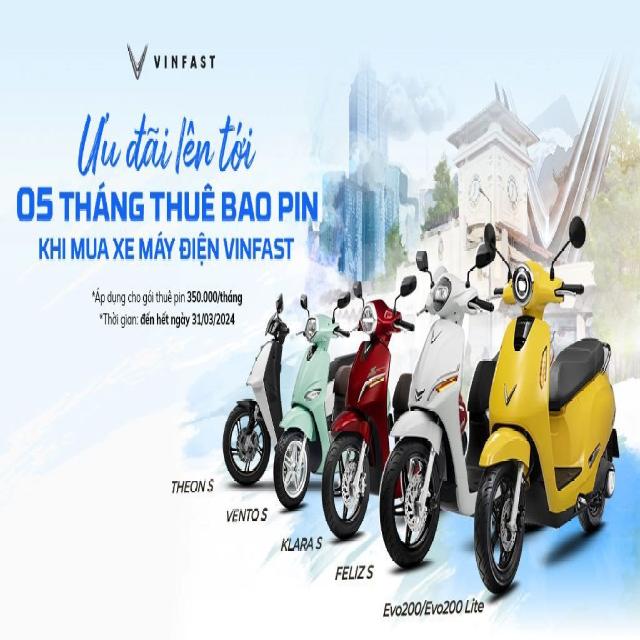 VINFAST
Ưu đãi lên tới
05 THÁNG THUÊ BAO PIN
KHI MUA XE MÁY ĐIỆN VINFAST
*Áp dụng cho gói thuê pin 350.000/tháng
*Thời gian: đến hết ngày 31/03/2024
THEON S
VENTO S
KLARA S
FELIZ S
Evo200/Evo200 Lite